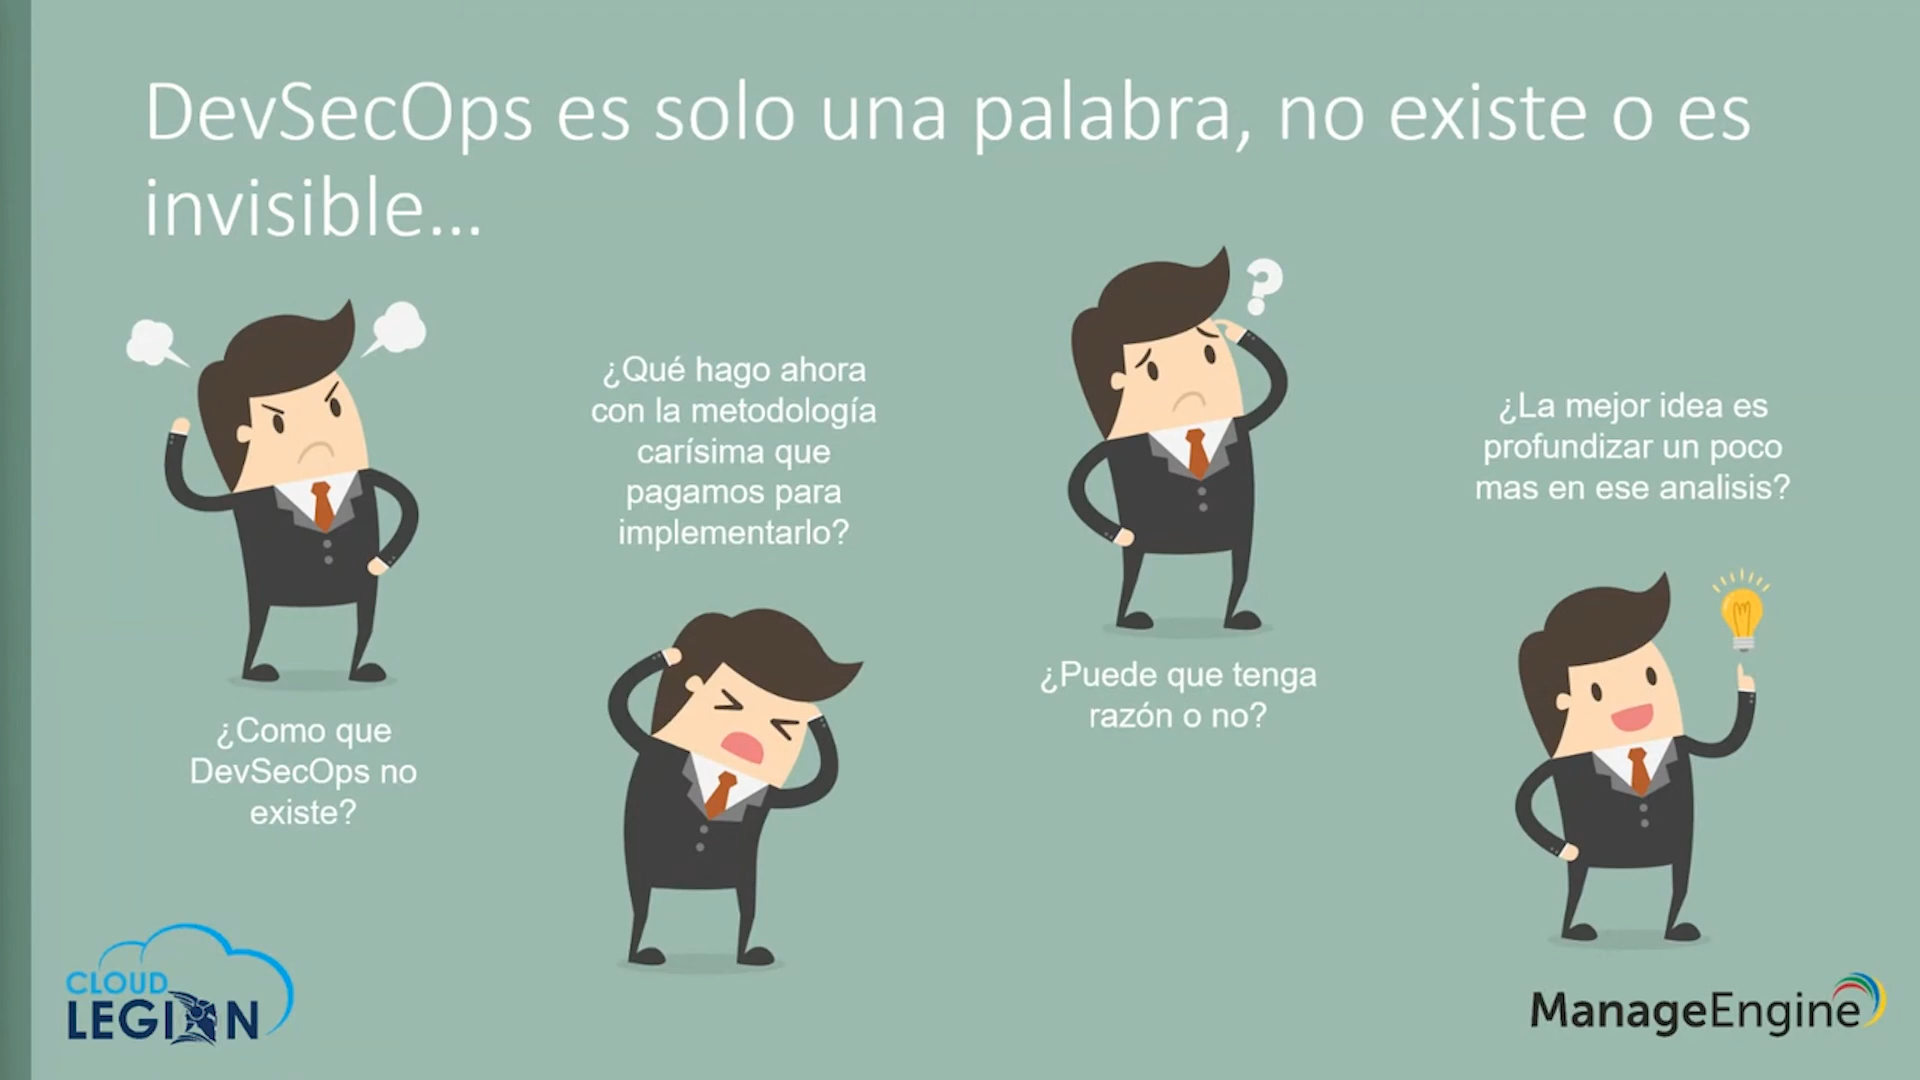 DevSecOps es solo una palabra, no existe o es
invisible...
¿Como que
DevSecOps no
existe?
¿Qué hago ahora
con la metodología
carísima que
pagamos para
implementarlo?
?
¿Puede que tenga
razón o no?
¿La mejor idea es
profundizar un poco
mas en ese analisis?
CLOUD
LEGION
ManageEngine